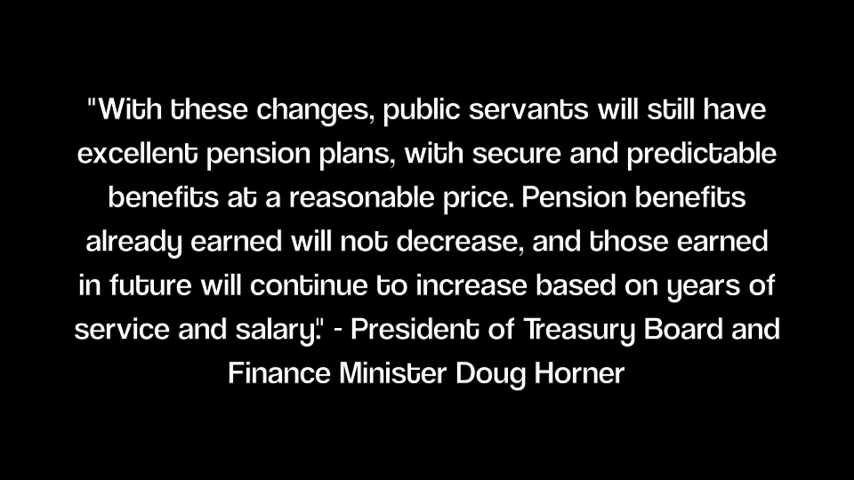 "With these changes, public servants will still have
excellent pension plans, with secure and predictable
benefits at a reasonable price. Pension benefits
already earned will not decrease, and those earned
in future will continue to increase based on years of
service and salary." - President of Treasury Board and
Finance Minister Doug Horner